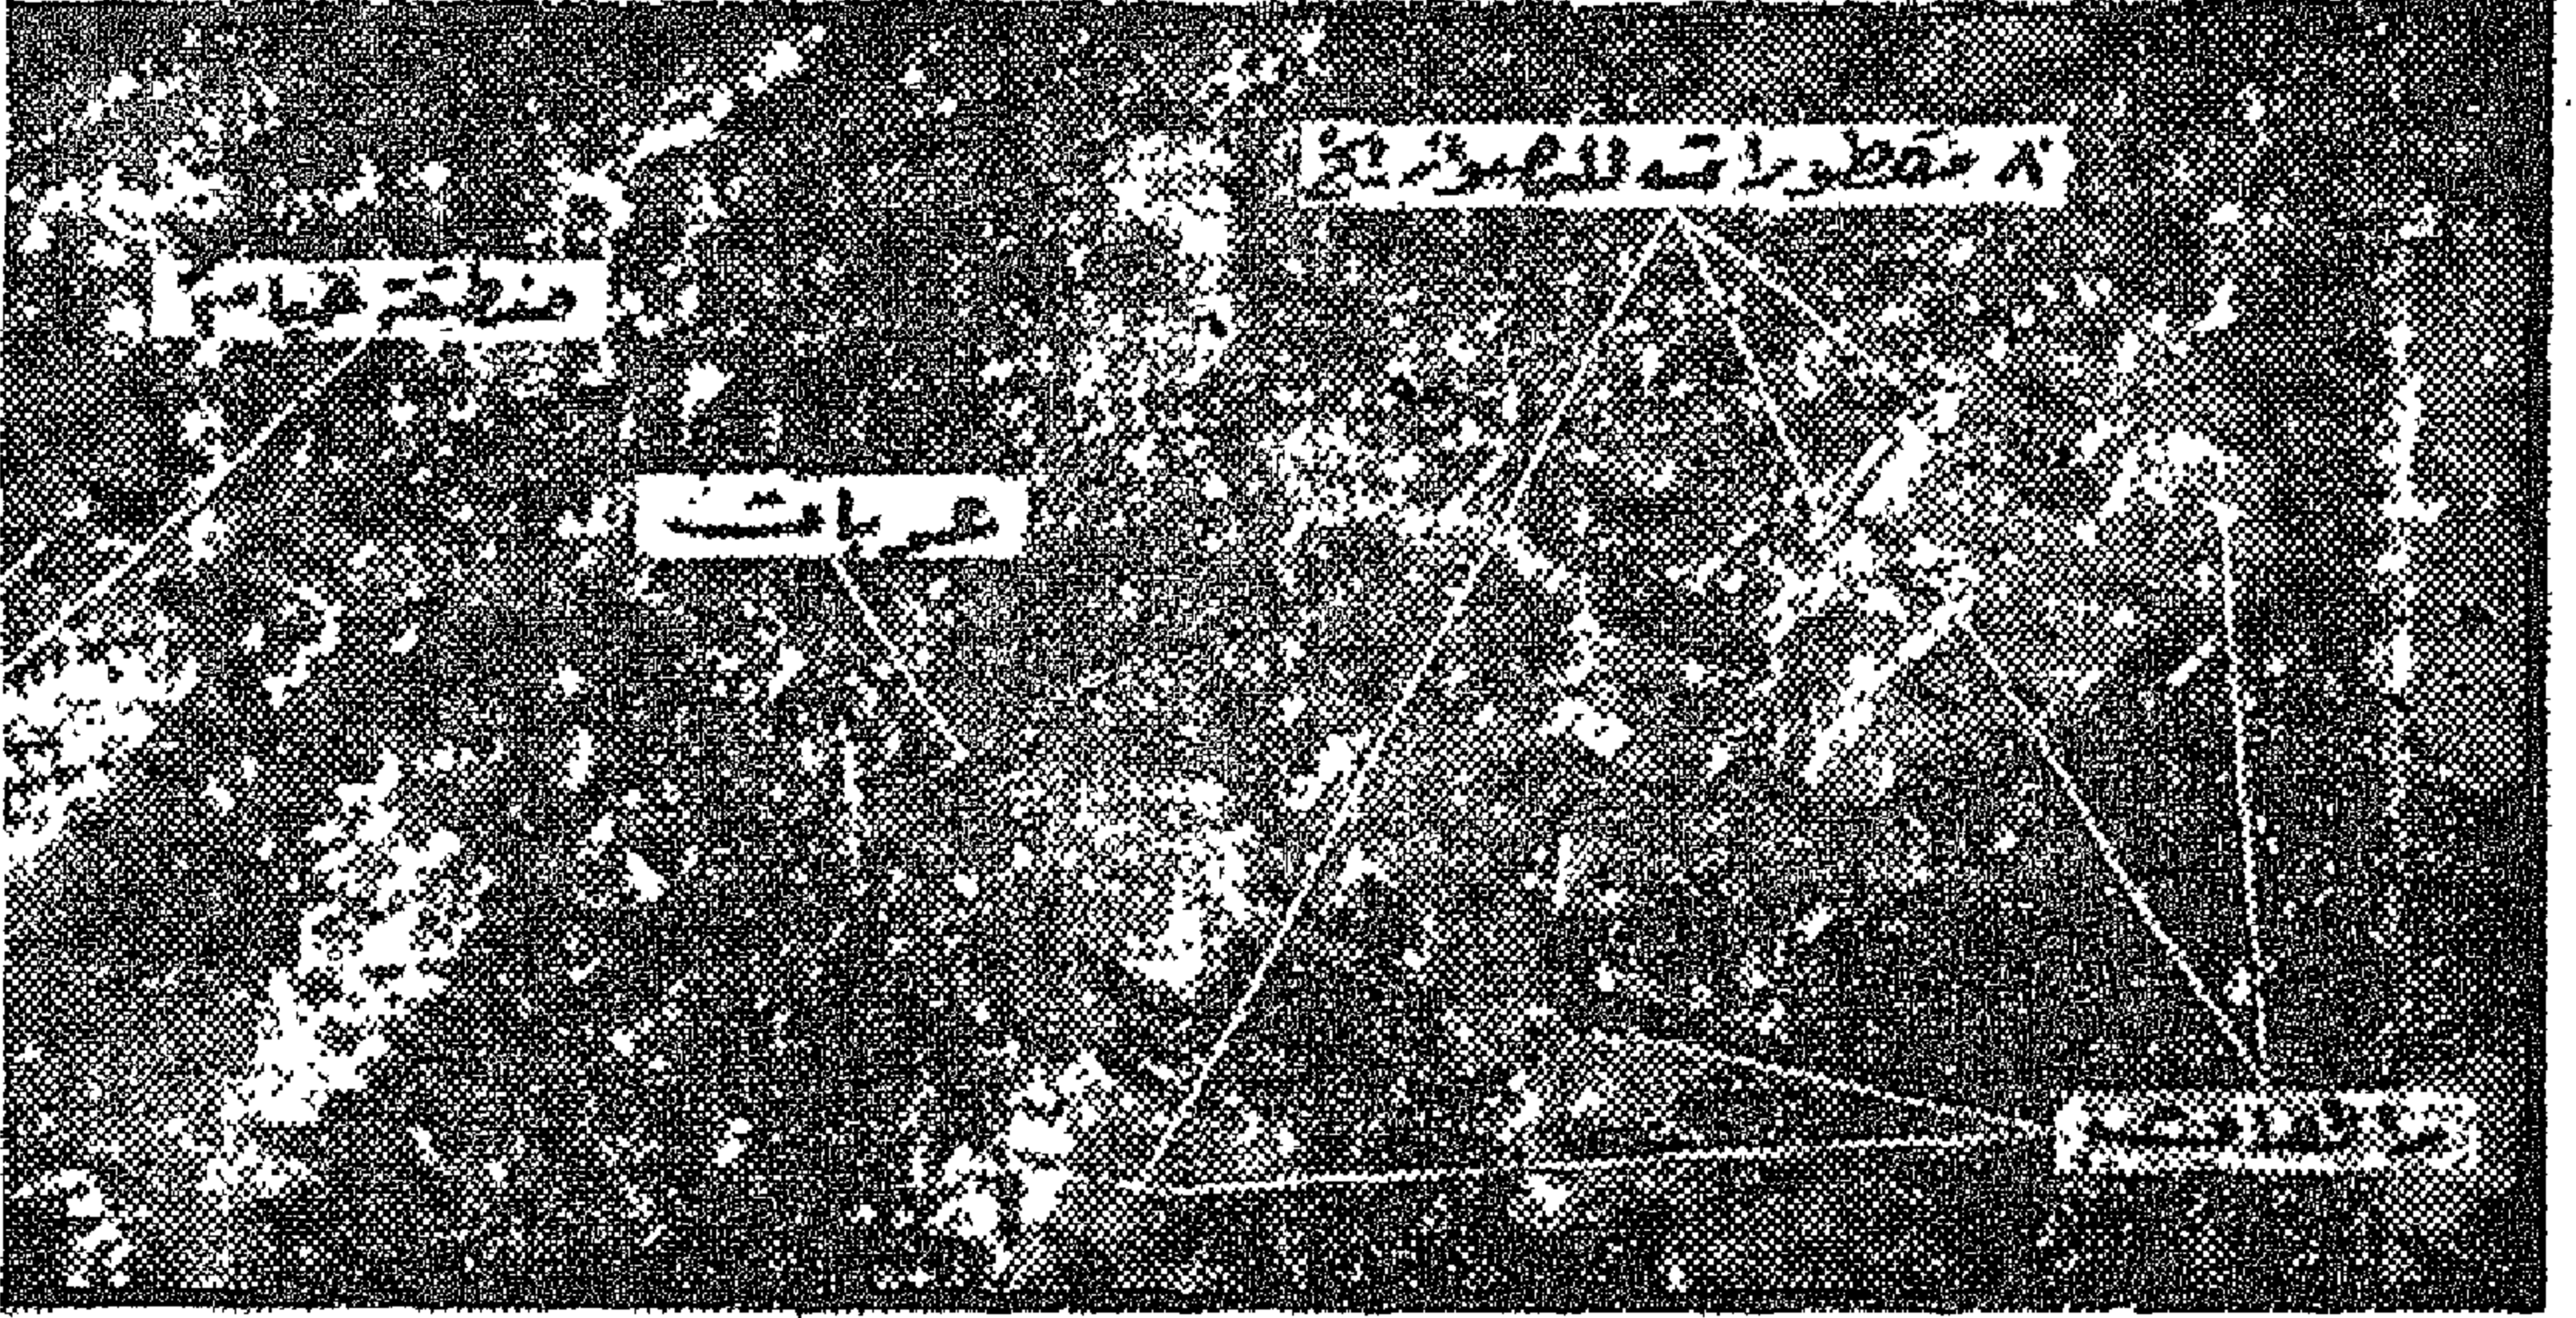 ٨ مقطورات للصواريخ
منطقة خيام
عربات